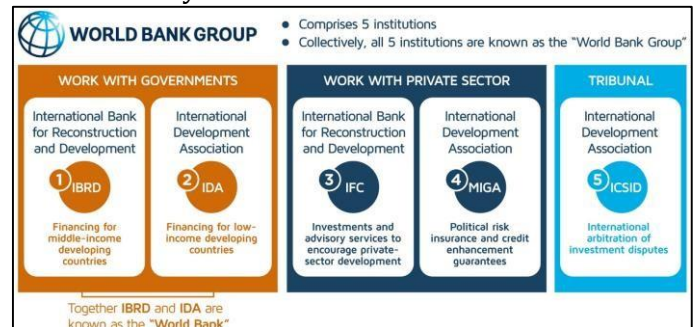 WORLD BANK GROUP
• Comprises 5 institutions
• Collectively, all 5 institutions are known as the "World Bank Group"
WORK WITH GOVERNMENTS
International Bank
for Reconstruction
and Development
1 IBRD
Financing for
middle-income
developing
countries
International
Development
Association
2 IDA
Financing for low-
income developing
countries
Together IBRD and IDA are
known as the "World Bank"
WORK WITH PRIVATE SECTOR
International Bank
for Reconstruction
and Development
3 IFC
Investments and
advisory services to
encourage private-
sector development
International
Development
Association
4 MIGA
Political risk
insurance and credit
enhancement
guarantees
TRIBUNAL
International
Development
Association
5 ICSID
International
arbitration of
investment disputes